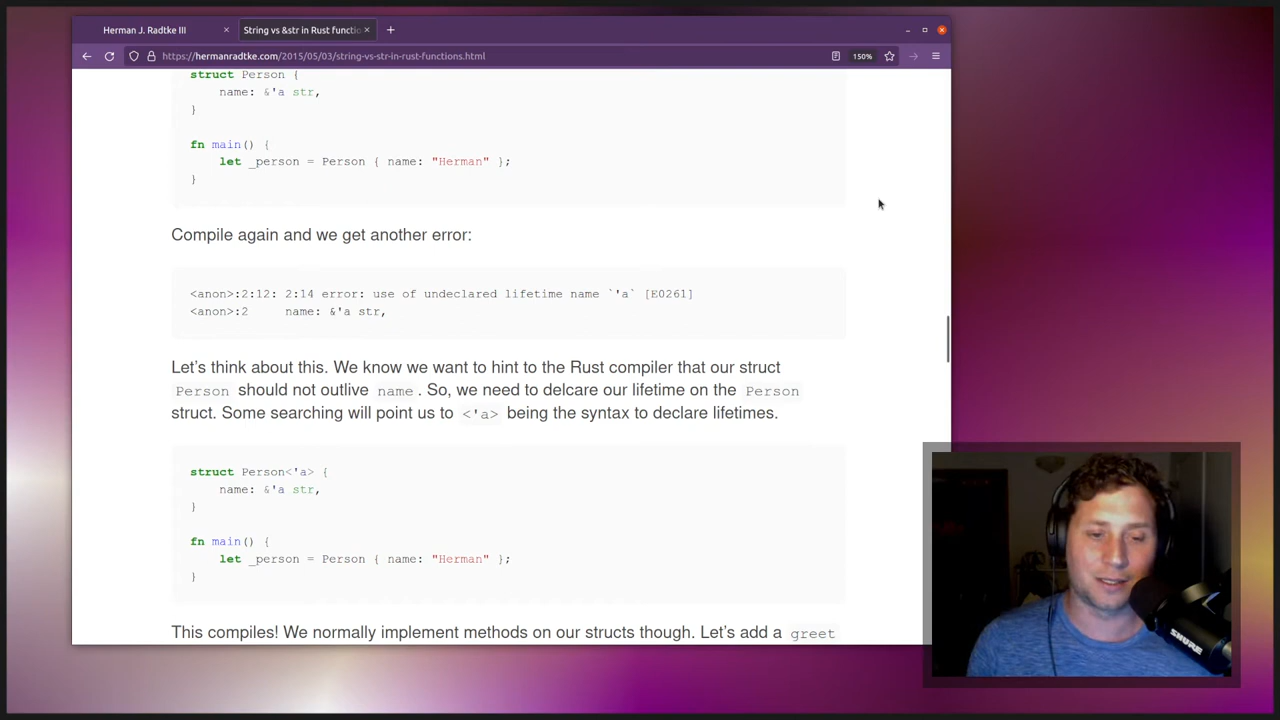 Herman J. Radtke III
String vs &str in Rust functio
https://hermanradtke.com/2015/05/03/string-vs-str-in-rust-functions.html
150%
struct Person {
name: &'a str,
}
fn main() {
let _person = Person { name: "Herman" };
}
Compile again and we get another error:
<anon>:2:12: 2:14 error: use of undeclared lifetime name `'a` [E0261]
<anon>:2     name: &'a str,
Let's think about this. We know we want to hint to the Rust compiler that our struct
Person should not outlive name . So, we need to delcare our lifetime on the Person
struct. Some searching will point us to <'a> being the syntax to declare lifetimes.
struct Person<'a> {
name: &'a str,
}
fn main() {
let _person = Person { name: "Herman" };
}
This compiles! We normally implement methods on our structs though. Let's add a greet
SHURE